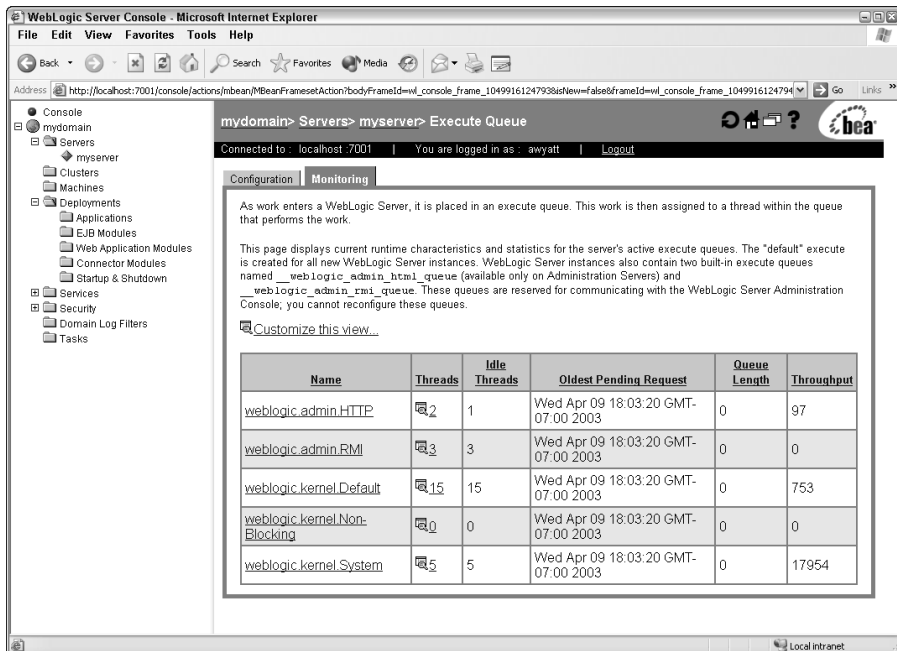 WebLogic Server Console - Microsoft Internet Explorer
File Edit View Favorites Tools Help
Back Search Favorites Media
Address http://localhost:7001/console/actions/mbean/MBeanFramesetAction?bodyFrameId=wl_console_frame_1049916124793&isNew=false&frameId=wl_console_frame_1049916124794 Go Links »
Console
mydomain
Servers
myserver
Clusters
Machines
Deployments
Applications
EJB Modules
Web Application Modules
Connector Modules
Startup & Shutdown
Services
Security
Domain Log Filters
Tasks
mydomain> Servers> myserver> Execute Queue
? bea
Connected to : localhost :7001 | You are logged in as : awyatt | Logout
Configuration Monitoring
As work enters a WebLogic Server, it is placed in an execute queue. This work is then assigned to a thread within the queue
that performs the work.
This page displays current runtime characteristics and statistics for the server's active execute queues. The "default" execute
is created for all new WebLogic Server instances. WebLogic Server instances also contain two built-in execute queues
named __weblogic_admin_html_queue (available only on Administration Servers) and
__weblogic_admin_rmi_queue. These queues are reserved for communicating with the WebLogic Server Administration
Console; you cannot reconfigure these queues.
Customize this view...
Name Threads Idle Threads Oldest Pending Request Queue Length Throughput
weblogic.admin.HTTP 2 1 Wed Apr 09 18:03:20 GMT-07:00 2003 0 97
weblogic.admin.RMI 3 3 Wed Apr 09 18:03:20 GMT-07:00 2003 0 0
weblogic.kernel.Default 15 15 Wed Apr 09 18:03:20 GMT-07:00 2003 0 753
weblogic.kernel.Non-Blocking 0 0 Wed Apr 09 18:03:20 GMT-07:00 2003 0 0
weblogic.kernel.System 5 5 Wed Apr 09 18:03:20 GMT-07:00 2003 0 17954
Local intranet